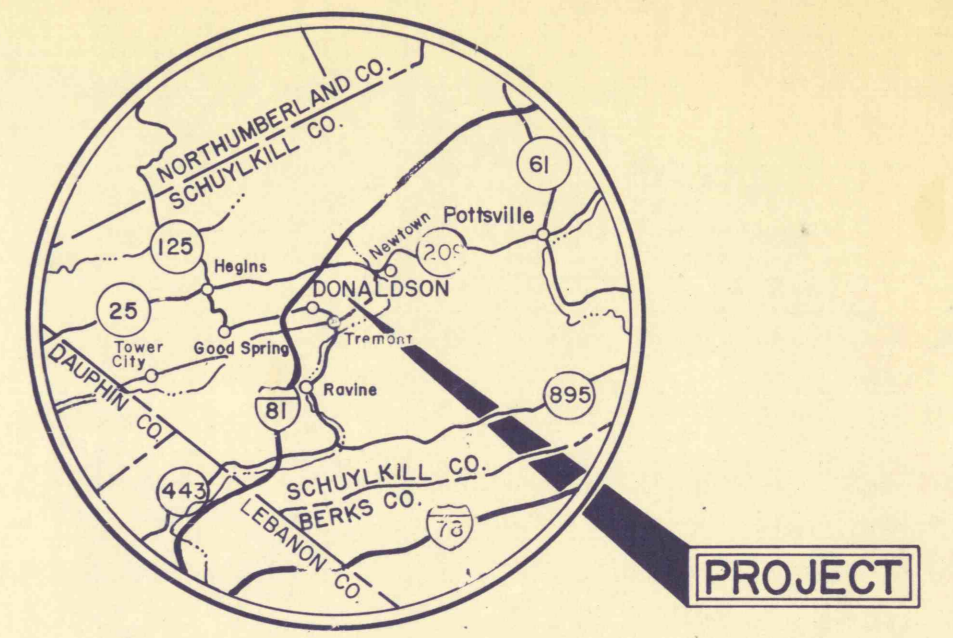 NORTHUMBERLAND CO.
SCHUYLKILL CO.
61
Pottsville
Newtown
209
125
Hegins
DONALDSON
25
Tower
City
Good Spring
Tremont
DAUPHIN CO.
81
Ravine
895
443
SCHUYLKILL CO.
BERKS CO.
LEBANON CO.
78
PROJECT